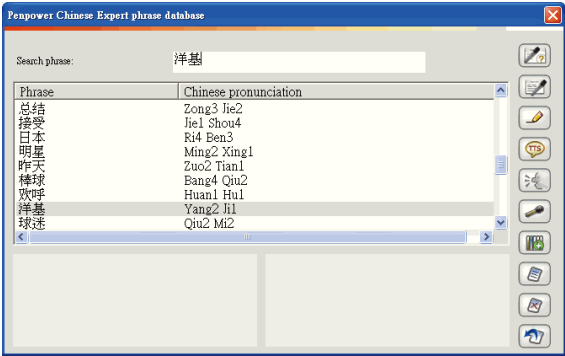 Penpower Chinese Expert phrase database
Search phrase: 洋基
Phrase Chinese pronunciation
总结 Zong3 Jie2
接受 Jie1 Shou4
日本 Ri4 Ben3
明星 Ming2 Xing1
昨天 Zuo2 Tian1
棒球 Bang4 Qiu2
欢呼 Huan1 Hu1
洋基 Yang2 Ji1
球迷 Qiu2 Mi2
TTS